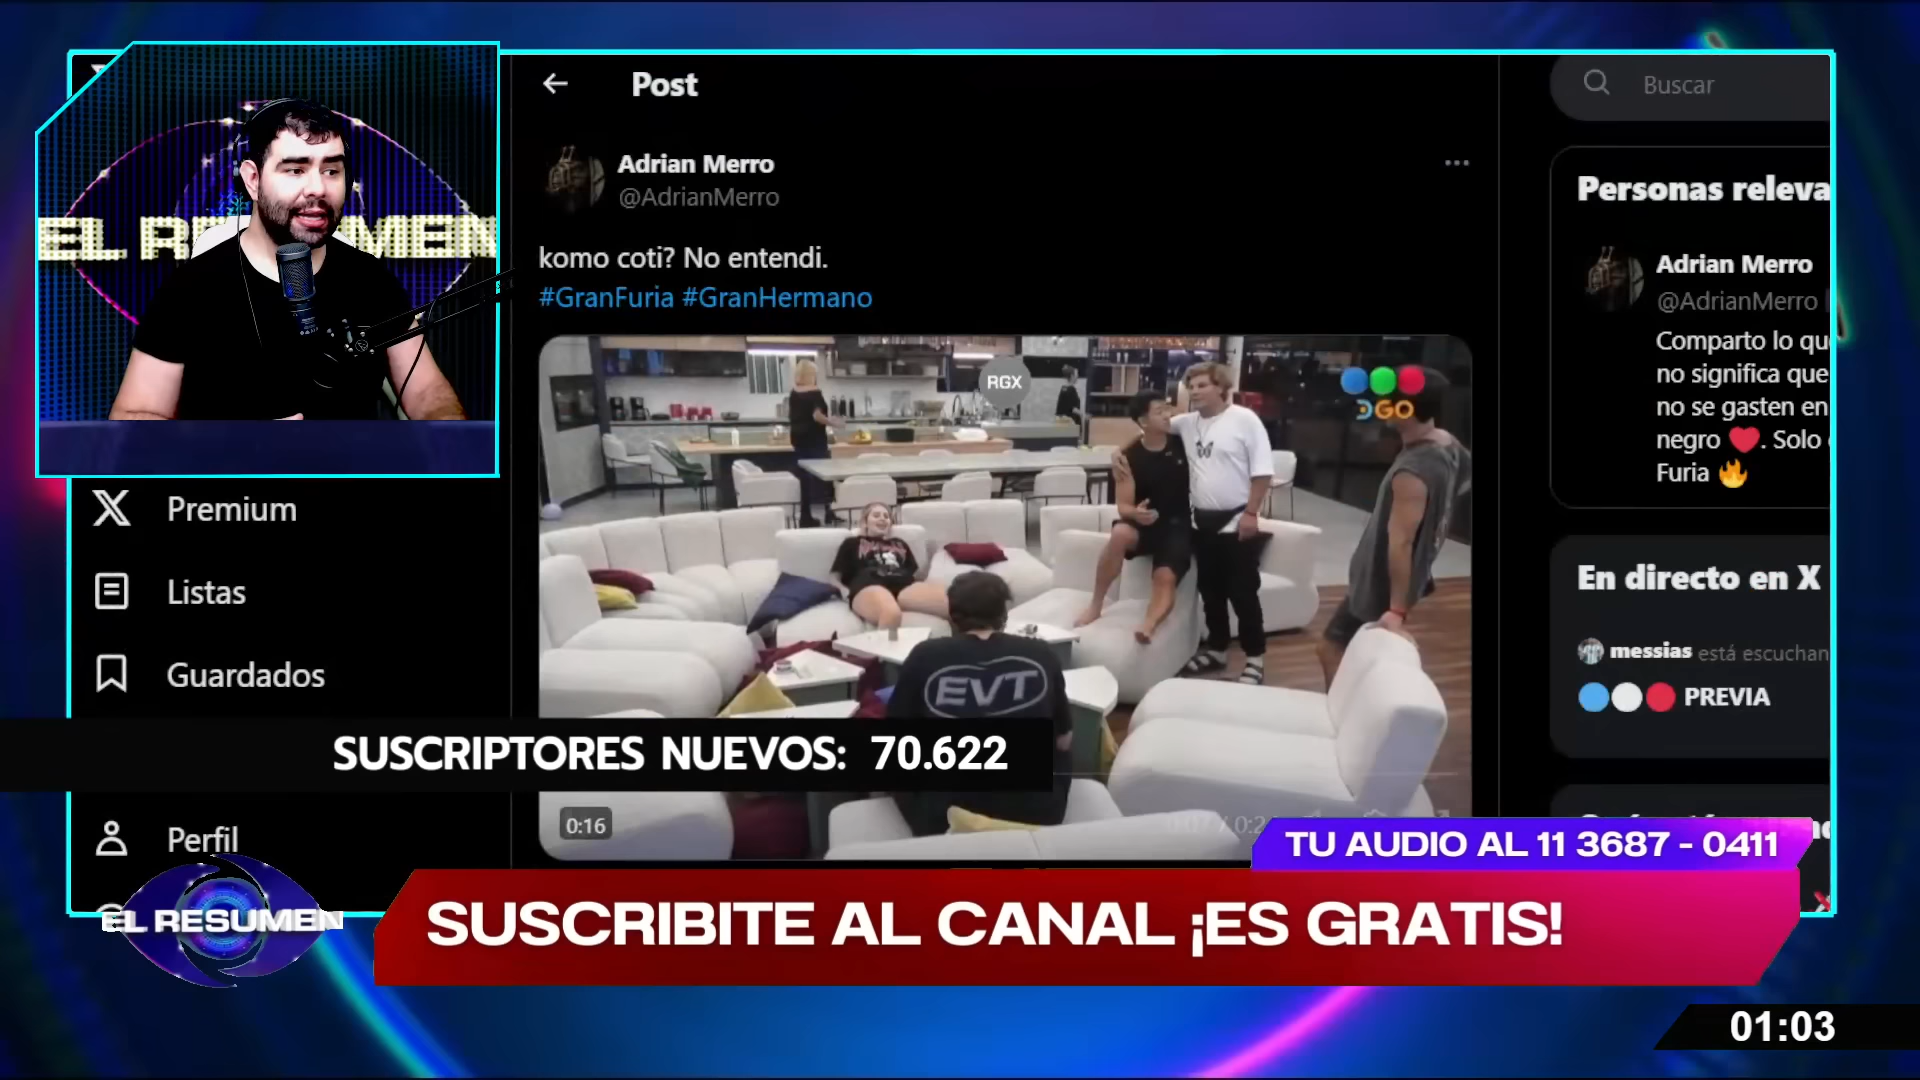 EL RESUMEN
Post
Buscar
Adrian Merro
@AdrianMerro
komo coti? No entendi.
#GranFuria #GranHermano
RGX
DGO
EVT
0:16
Personas releva
Adrian Merro
@AdrianMerro
Comparto lo qu
no significa que
no se gasten en
negro ❤️. Solo
Furia 🔥
En directo en X
messias está escuchan
PREVIA
Premium
Listas
Guardados
SUSCRIPTORES NUEVOS: 70.622
Perfil
TU AUDIO AL 11 3687 - 0411
EL RESUMEN
SUSCRIBITE AL CANAL ¡ES GRATIS!
01:03